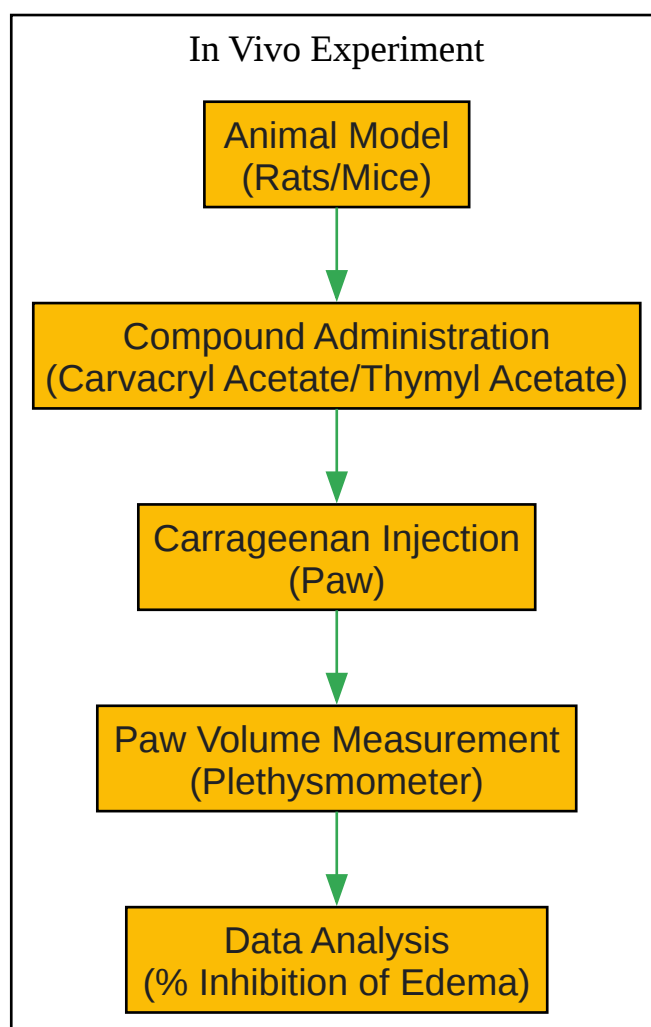 In Vivo Experiment
Animal Model
(Rats/Mice)
Compound Administration
(Carvacryl Acetate/Thymyl Acetate)
Carrageenan Injection
(Paw)
Paw Volume Measurement
(Plethysmometer)
Data Analysis
(% Inhibition of Edema)